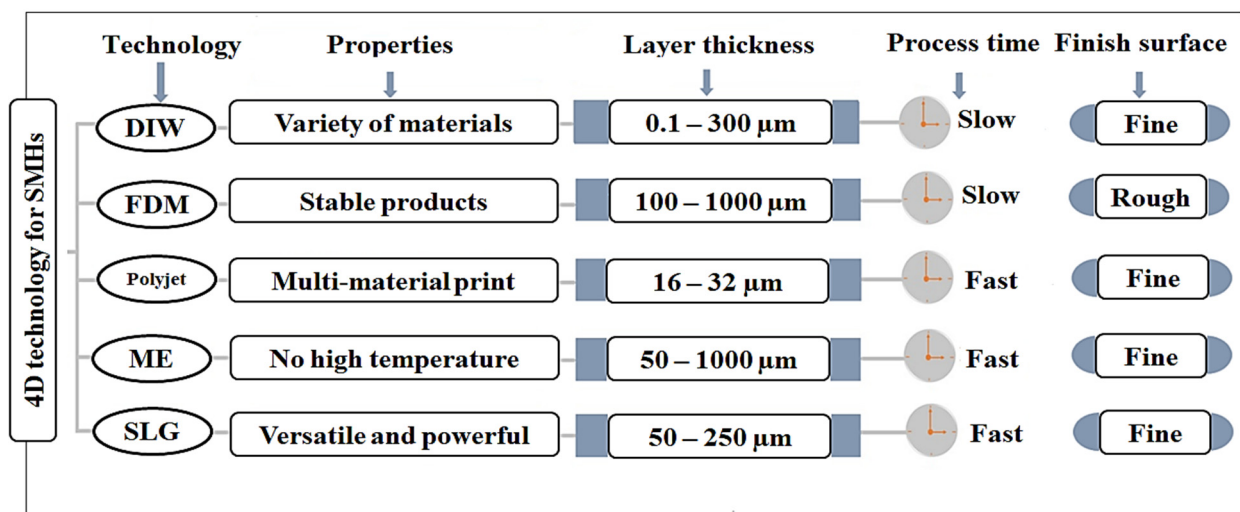 Technology Properties Layer thickness Process time Finish surface
4D technology for SMHs
DIW Variety of materials 0.1 – 300 µm Slow Fine
FDM Stable products 100 – 1000 µm Slow Rough
Polyjet Multi-material print 16 – 32 µm Fast Fine
ME No high temperature 50 – 1000 µm Fast Fine
SLG Versatile and powerful 50 – 250 µm Fast Fine